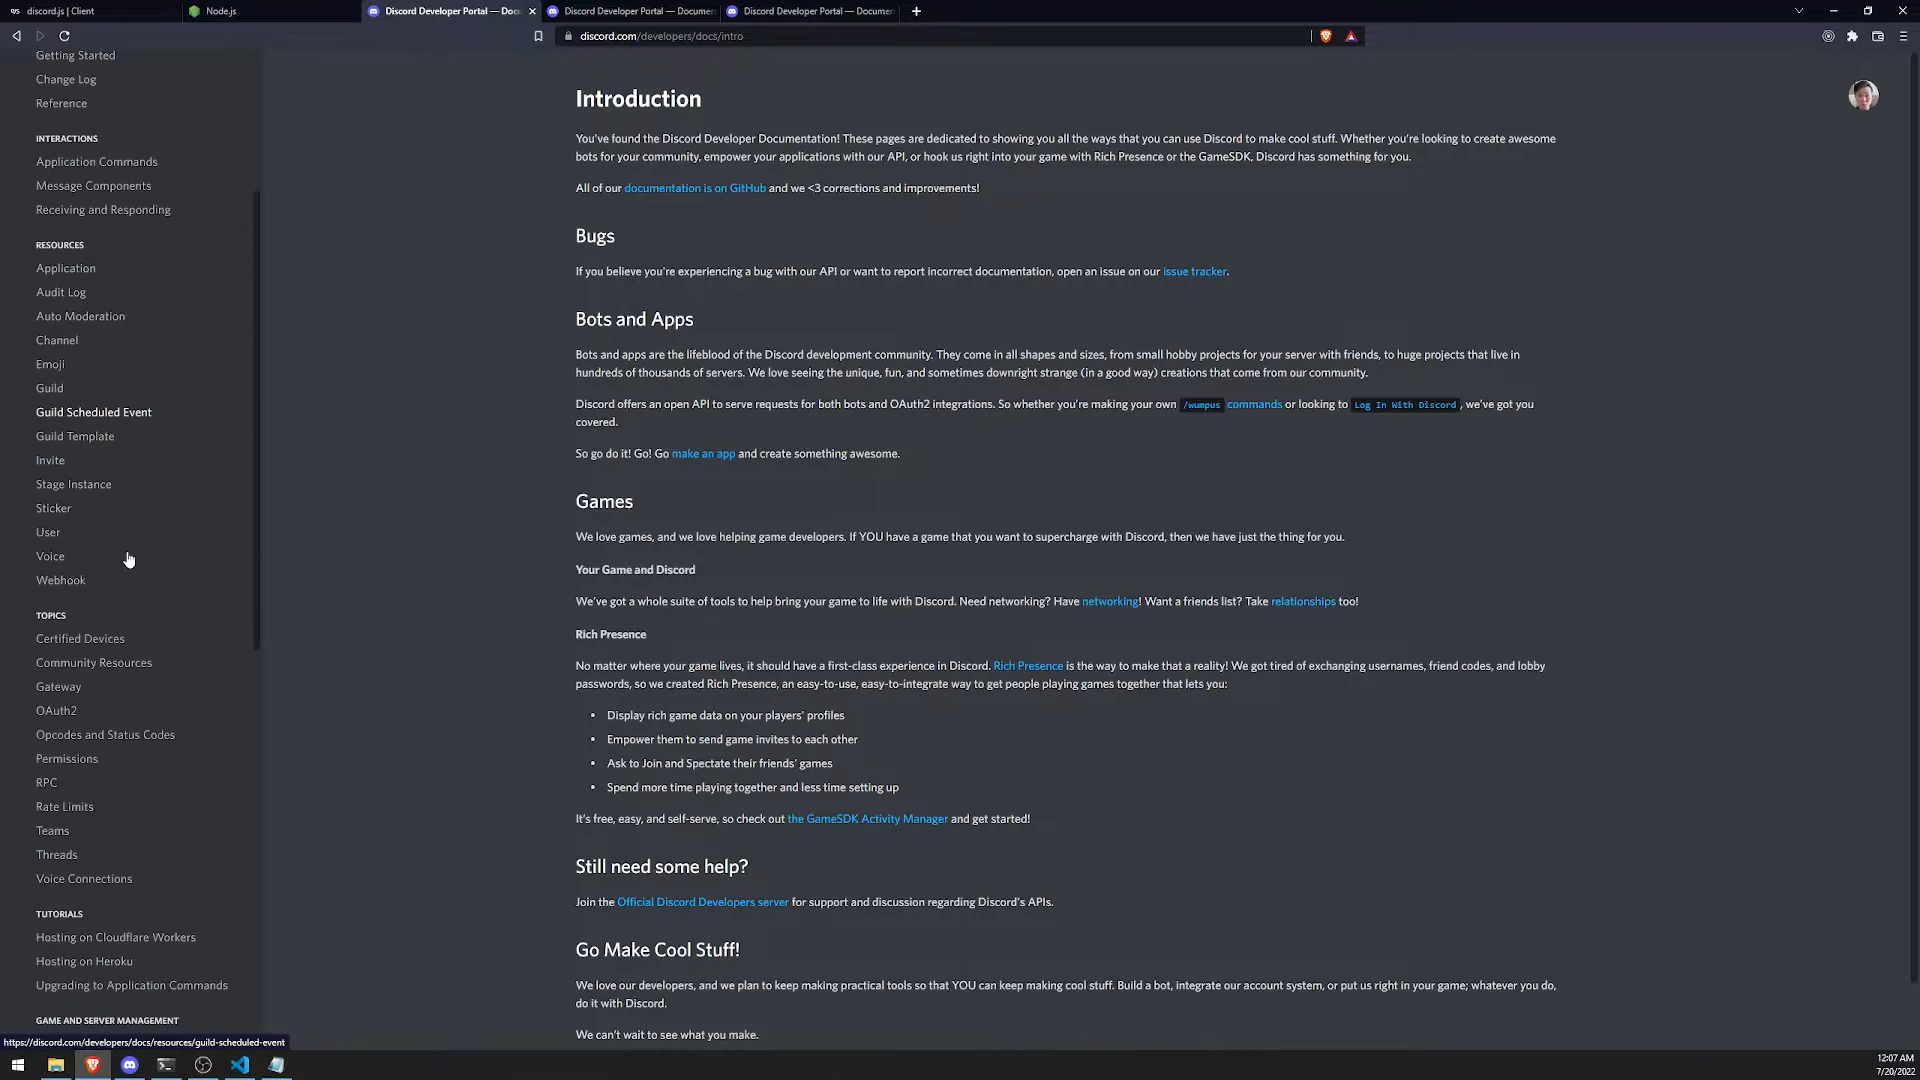 discord.js | Client
Node.js
Discord Developer Portal — Docu
Discord Developer Portal — Documen
Discord Developer Portal — Documen
discord.com/developers/docs/intro
Getting Started
Change Log
Reference
INTERACTIONS
Application Commands
Message Components
Receiving and Responding
RESOURCES
Application
Audit Log
Auto Moderation
Channel
Emoji
Guild
Guild Scheduled Event
Guild Template
Invite
Stage Instance
Sticker
User
Voice
Webhook
TOPICS
Certified Devices
Community Resources
Gateway
OAuth2
Opcodes and Status Codes
Permissions
RPC
Rate Limits
Teams
Threads
Voice Connections
TUTORIALS
Hosting on Cloudflare Workers
Hosting on Heroku
Upgrading to Application Commands
GAME AND SERVER MANAGEMENT
https://discord.com/developers/docs/resources/guild-scheduled-event
Introduction
You've found the Discord Developer Documentation! These pages are dedicated to showing you all the ways that you can use Discord to make cool stuff. Whether you're looking to create awesome
bots for your community, empower your applications with our API, or hook us right into your game with Rich Presence or the GameSDK, Discord has something for you.
All of our documentation is on GitHub and we <3 corrections and improvements!
Bugs
If you believe you're experiencing a bug with our API or want to report incorrect documentation, open an issue on our issue tracker.
Bots and Apps
Bots and apps are the lifeblood of the Discord development community. They come in all shapes and sizes, from small hobby projects for your server with friends, to huge projects that live in
hundreds of thousands of servers. We love seeing the unique, fun, and sometimes downright strange (in a good way) creations that come from our community.
Discord offers an open API to serve requests for both bots and OAuth2 integrations. So whether you're making your own /wumpus commands or looking to Log In With Discord, we've got you
covered.
So go do it! Go! Go make an app and create something awesome.
Games
We love games, and we love helping game developers. If YOU have a game that you want to supercharge with Discord, then we have just the thing for you.
Your Game and Discord
We've got a whole suite of tools to help bring your game to life with Discord. Need networking? Have networking! Want a friends list? Take relationships too!
Rich Presence
No matter where your game lives, it should have a first-class experience in Discord. Rich Presence is the way to make that a reality! We got tired of exchanging usernames, friend codes, and lobby
passwords, so we created Rich Presence, an easy-to-use, easy-to-integrate way to get people playing games together that lets you:
• Display rich game data on your players' profiles
• Empower them to send game invites to each other
• Ask to Join and Spectate their friends' games
• Spend more time playing together and less time setting up
It's free, easy, and self-serve, so check out the GameSDK Activity Manager and get started!
Still need some help?
Join the Official Discord Developers server for support and discussion regarding Discord's APIs.
Go Make Cool Stuff!
We love our developers, and we plan to keep making practical tools so that YOU can keep making cool stuff. Build a bot, integrate our account system, or put us right in your game; whatever you do,
do it with Discord.
We can't wait to see what you make.
12:07 AM
7/20/2022